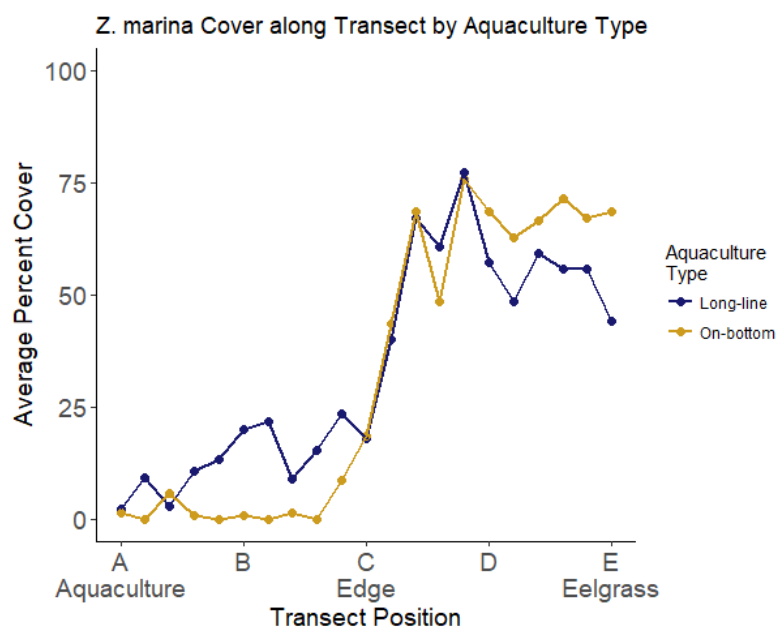 Z. marina Cover along Transect by Aquaculture Type
100
75
50
25
0
Average Percent Cover
A B C D E
Aquaculture Edge Eelgrass
Transect Position
Aquaculture
Type
Long-line
On-bottom